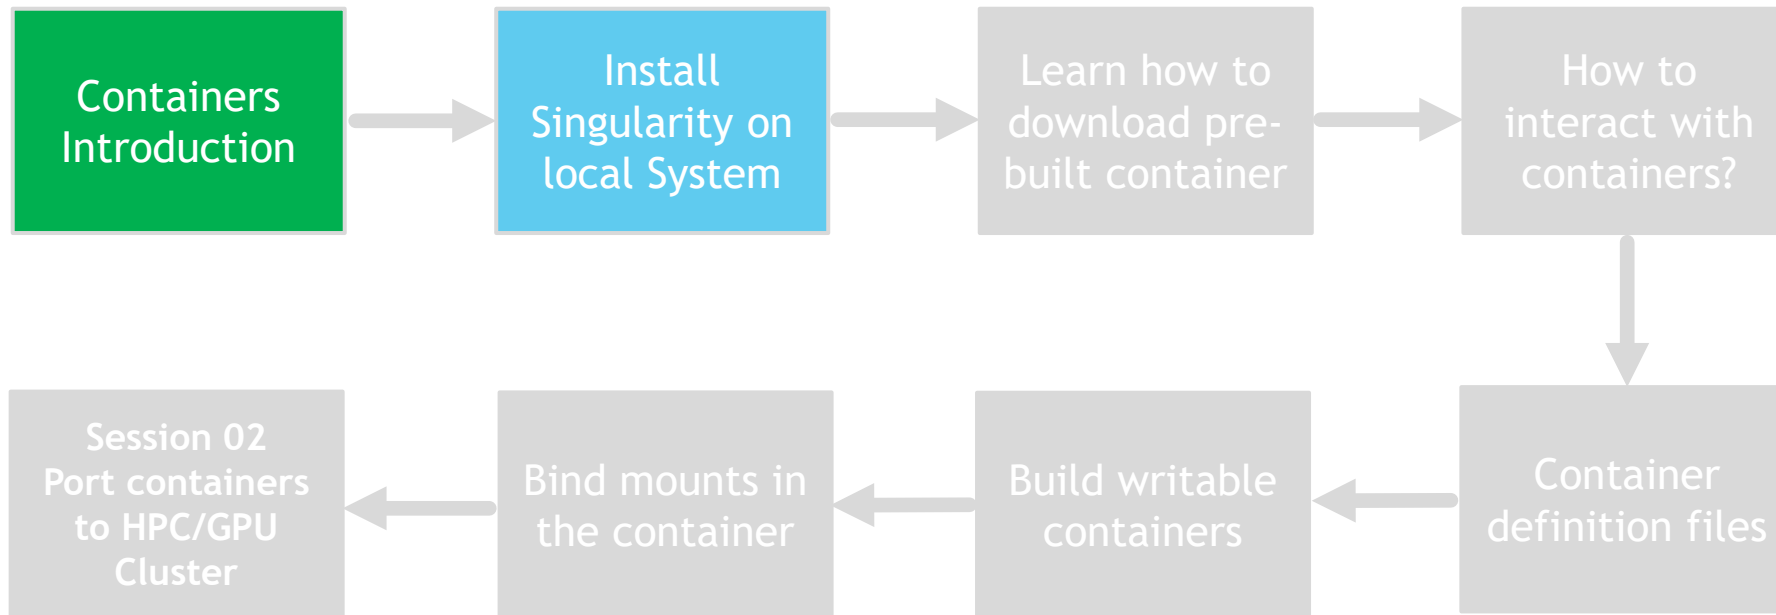 Containers
Introduction
Install
Singularity on
local System
Learn how to
download pre-
built container
How to
interact with
containers?
Container
definition files
Build writable
containers
Bind mounts in
the container
Session 02
Port containers
to HPC/GPU
Cluster